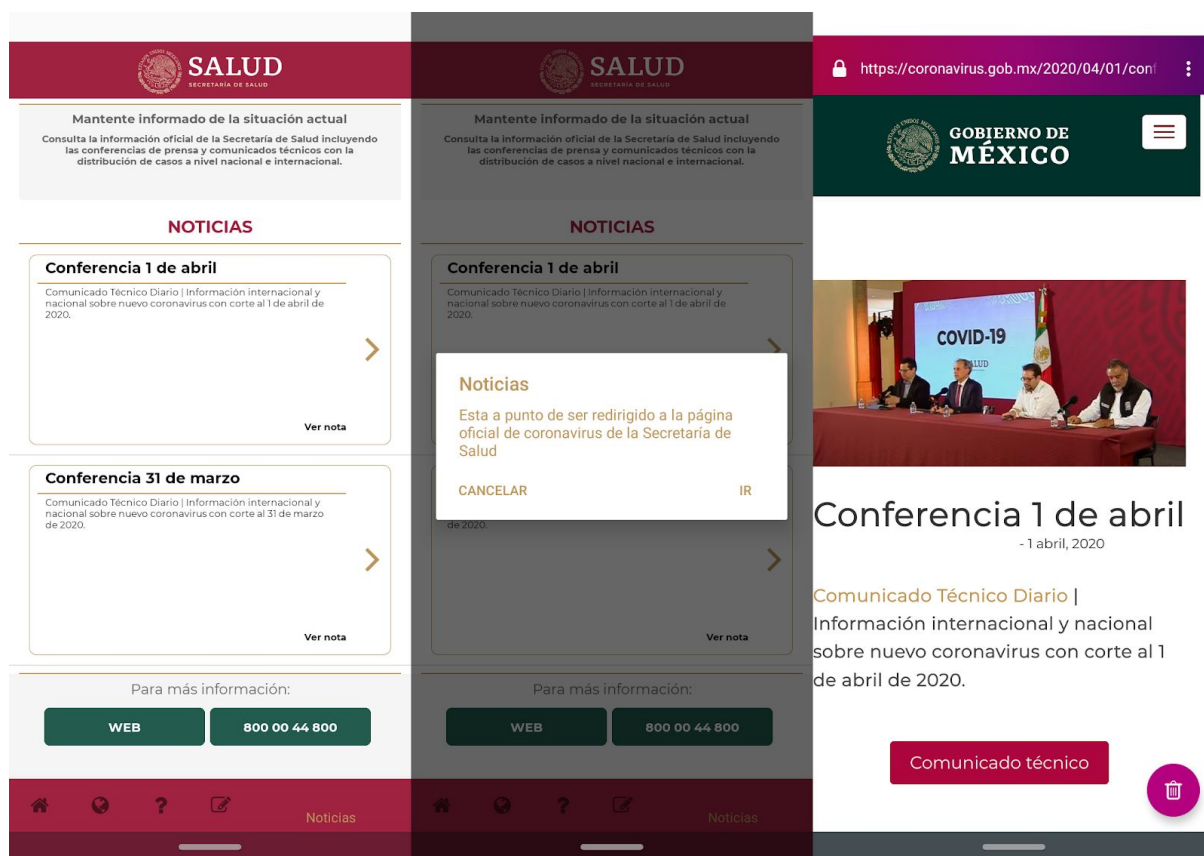 SALUD
SECRETARÍA DE SALUD
Mantente informado de la situación actual
Consulta la información oficial de la Secretaría de Salud incluyendo
las conferencias de prensa y comunicados técnicos con la
distribución de casos a nivel nacional e internacional.
NOTICIAS
Conferencia 1 de abril
Comunicado Técnico Diario | Información internacional y
nacional sobre nuevo coronavirus con corte al 1 de abril de
2020.
Ver nota
Conferencia 31 de marzo
Comunicado Técnico Diario | Información internacional y
nacional sobre nuevo coronavirus con corte al 31 de marzo
de 2020.
Ver nota
Para más información:
WEB
800 00 44 800
Noticias
SALUD
SECRETARÍA DE SALUD
Mantente informado de la situación actual
Consulta la información oficial de la Secretaría de Salud incluyendo
las conferencias de prensa y comunicados técnicos con la
distribución de casos a nivel nacional e internacional.
NOTICIAS
Conferencia 1 de abril
Comunicado Técnico Diario | Información internacional y
nacional sobre nuevo coronavirus con corte al 1 de abril de
2020.
Noticias
Esta a punto de ser redirigido a la página
oficial de coronavirus de la Secretaría de
Salud
CANCELAR
IR
de 2020.
Ver nota
Para más información:
WEB
800 00 44 800
Noticias
https://coronavirus.gob.mx/2020/04/01/conf
GOBIERNO DE
MÉXICO
COVID-19
SALUD
Conferencia 1 de abril
- 1 abril, 2020
Comunicado Técnico Diario |
Información internacional y nacional
sobre nuevo coronavirus con corte al 1
de abril de 2020.
Comunicado técnico